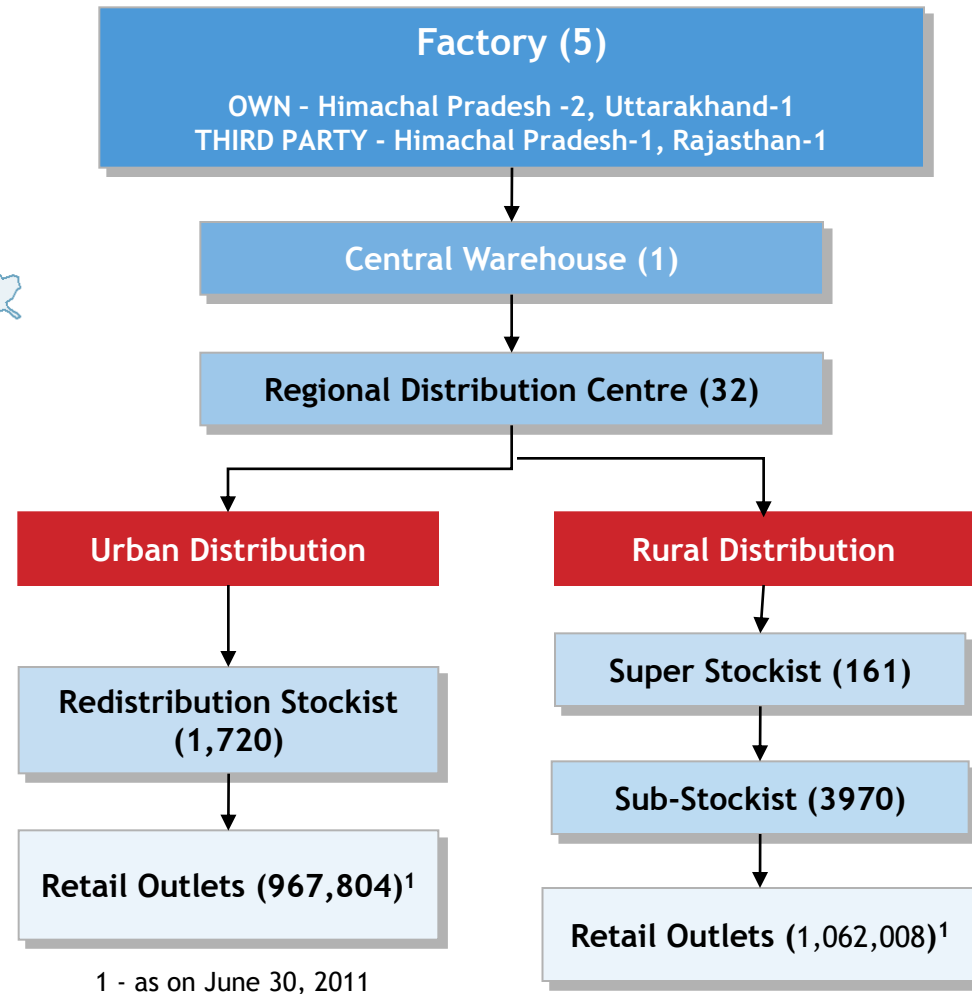 Factory (5)
OWN – Himachal Pradesh -2, Uttarakhand-1
THIRD PARTY - Himachal Pradesh-1, Rajasthan-1
Central Warehouse (1)
Regional Distribution Centre (32)
Urban Distribution
Redistribution Stockist
(1,720)
Retail Outlets (967,804)¹
1 - as on June 30, 2011
Rural Distribution
Super Stockist (161)
Sub-Stockist (3970)
Retail Outlets (1,062,008)¹